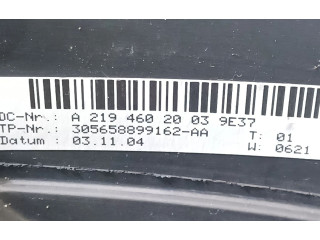 DC-Nr.: A 219 460 20 03 9E37
TP-Nr.: 305658899162-AA T: 01
Datum : 03.11.04 W: 0621